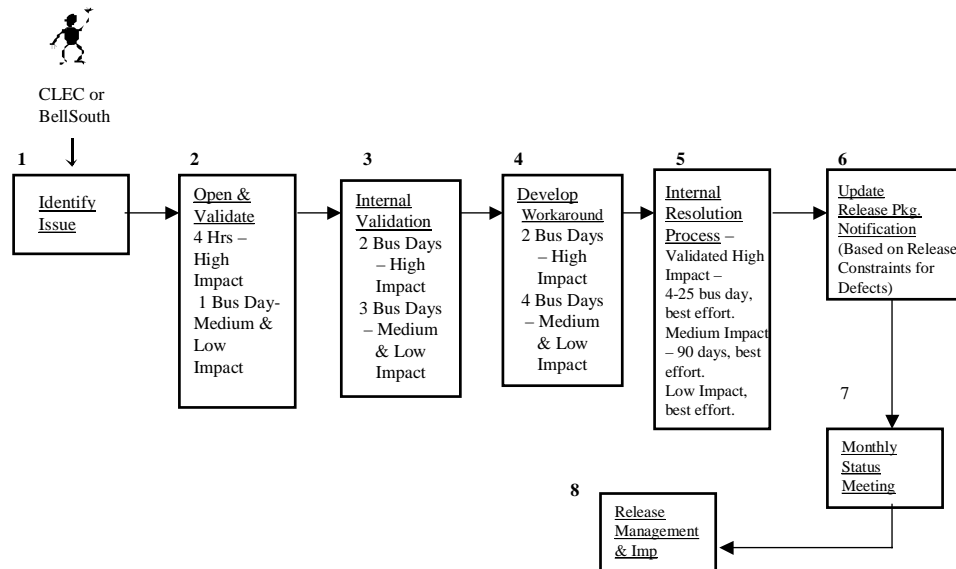 CLEC or
BellSouth
1
Identify
Issue
2
Open &
Validate
4 Hrs –
High
Impact
1 Bus Day-
Medium &
Low
Impact
3
Internal
Validation
2 Bus Days
– High
Impact
3 Bus Days
– Medium
& Low
Impact
4
Develop
Workaround
2 Bus Days
– High
Impact
4 Bus Days
– Medium
& Low
Impact
5
Internal
Resolution
Process –
Validated High
Impact –
4-25 bus day,
best effort.
Medium Impact
– 90 days, best
effort.
Low Impact,
best effort.
6
Update
Release Pkg.
Notification
(Based on Release
Constraints for
Defects)
7
Monthly
Status
Meeting
8
Release
Management
& Imp